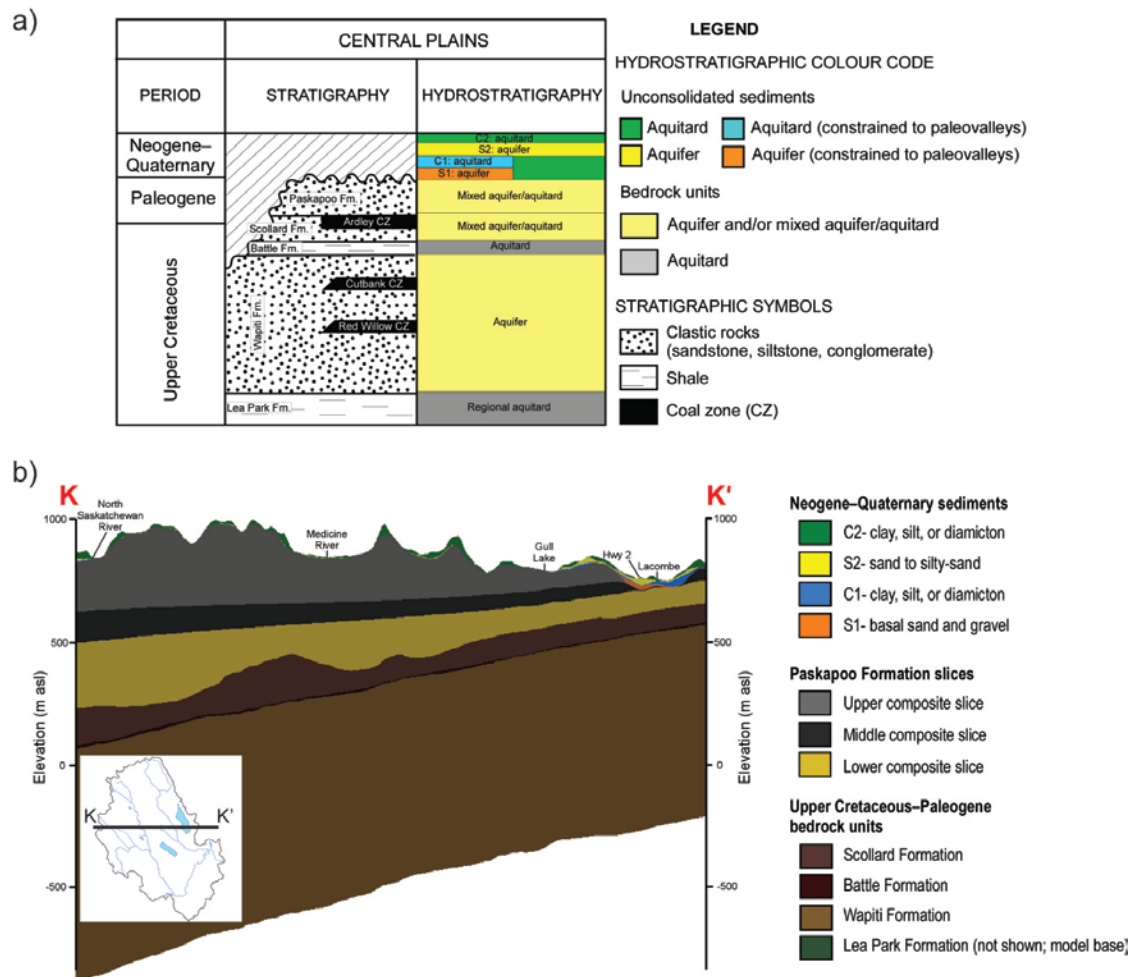 a)
CENTRAL PLAINS
PERIOD
STRATIGRAPHY
HYDROSTRATIGRAPHY
Neogene–
Quaternary
Paleogene
Upper Cretaceous
Paskapoo Fm.
Ardley CZ
Scollard Fm.
Battle Fm.
Cutbank CZ
Wapiti Fm.
Red Willow CZ
Lea Park Fm.
C2: aquitard
S2: aquifer
C1: aquitard
S1: aquifer
Mixed aquifer/aquitard
Mixed aquifer/aquitard
Aquitard
Aquifer
Regional aquitard
LEGEND
HYDROSTRATIGRAPHIC COLOUR CODE
Unconsolidated sediments
Aquitard
Aquitard (constrained to paleovalleys)
Aquifer
Aquifer (constrained to paleovalleys)
Bedrock units
Aquifer and/or mixed aquifer/aquitard
Aquitard
STRATIGRAPHIC SYMBOLS
Clastic rocks
(sandstone, siltstone, conglomerate)
Shale
Coal zone (CZ)
b)
K
K'
North
Saskatchewan
River
Medicine
River
Gull
Lake
Hwy 2
Lacombe
1000
500
0
-500
Elevation (m asl)
1000
500
0
-500
Elevation (m asl)
K
K'
Neogene–Quaternary sediments
C2- clay, silt, or diamicton
S2- sand to silty-sand
C1- clay, silt, or diamicton
S1- basal sand and gravel
Paskapoo Formation slices
Upper composite slice
Middle composite slice
Lower composite slice
Upper Cretaceous–Paleogene
bedrock units
Scollard Formation
Battle Formation
Wapiti Formation
Lea Park Formation (not shown; model base)